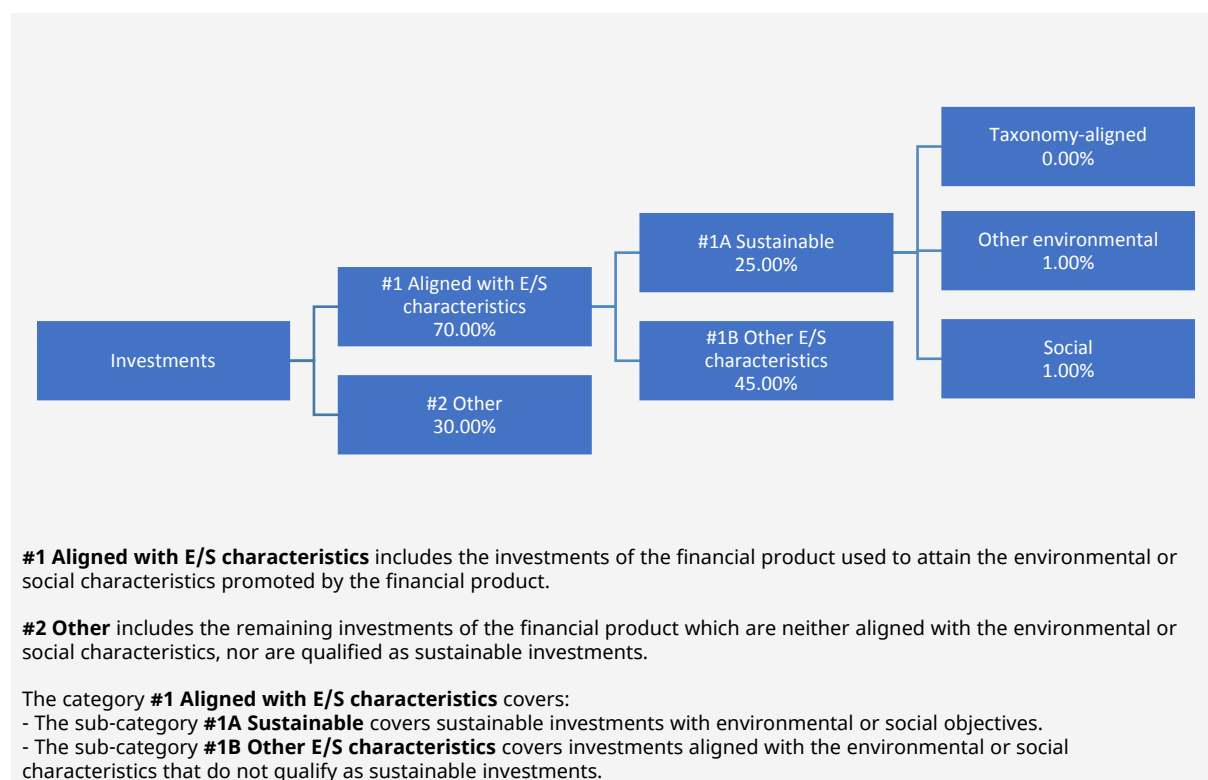 Investments
#1 Aligned with E/S
characteristics
70.00%
#2 Other
30.00%
#1A Sustainable
25.00%
#1B Other E/S
characteristics
45.00%
Taxonomy-aligned
0.00%
Other environmental
1.00%
Social
1.00%
#1 Aligned with E/S characteristics includes the investments of the financial product used to attain the environmental or
social characteristics promoted by the financial product.
#2 Other includes the remaining investments of the financial product which are neither aligned with the environmental or
social characteristics, nor are qualified as sustainable investments.
The category #1 Aligned with E/S characteristics covers:
- The sub-category #1A Sustainable covers sustainable investments with environmental or social objectives.
- The sub-category #1B Other E/S characteristics covers investments aligned with the environmental or social
characteristics that do not qualify as sustainable investments.